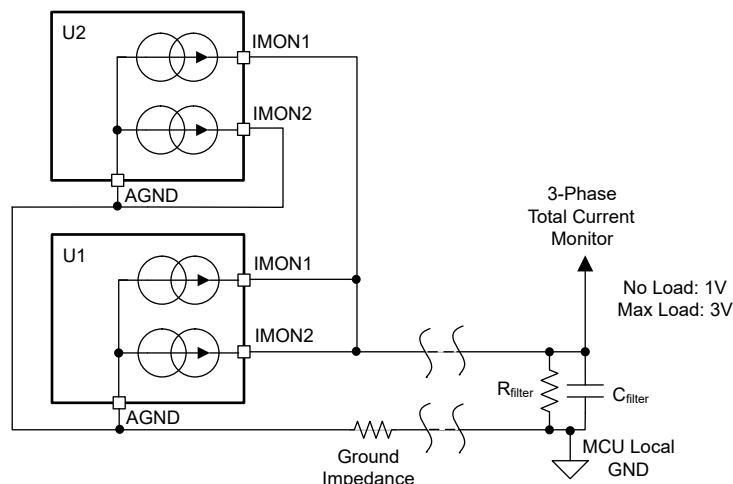 U2
IMON1
IMON2
AGND
U1
IMON1
IMON2
AGND
Ground
Impedance
3-Phase
Total Current
Monitor
No Load: 1V
Max Load: 3V
Rfilter
Cfilter
MCU Local
GND